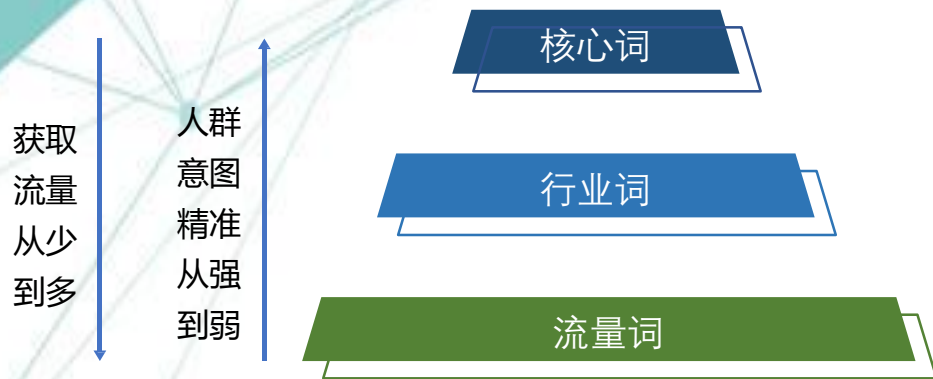 获取
流量
从少
到多
人群
意图
精准
从强
到弱
核心词
行业词
流量词